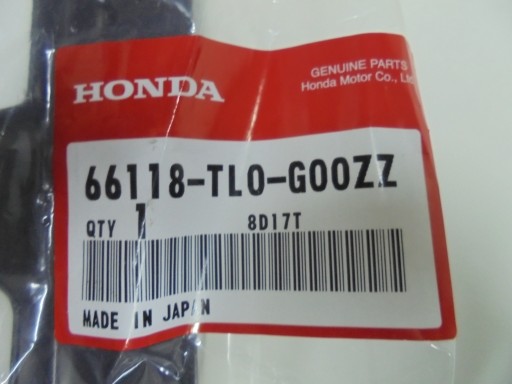 HONDA
GENUINE PARTS
Honda Motor Co., Ltd
66118-TL0-G00ZZ
QTY 1 8D17T
MADE IN JAPAN